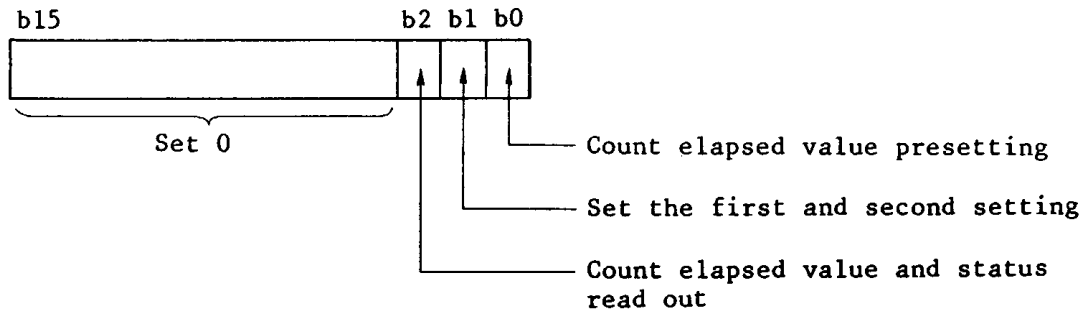 b15 b2 b1 b0
Set 0
Count elapsed value presetting
Set the first and second setting
Count elapsed value and status
read out